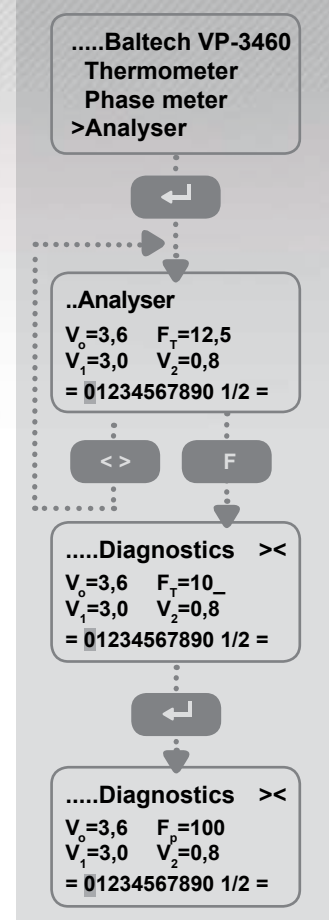 .....Baltech VP-3460
Thermometer
Phase meter
>Analyser
..Analyser
Vo=3,6 FT=12,5
V1=3,0 V2=0,8
= 01234567890 1/2 =
< > F
.....Diagnostics ><
Vo=3,6 FT=10_
V1=3,0 V2=0,8
= 01234567890 1/2 =
.....Diagnostics ><
Vo=3,6 Fp=100
V1=3,0 V2=0,8
= 01234567890 1/2 =